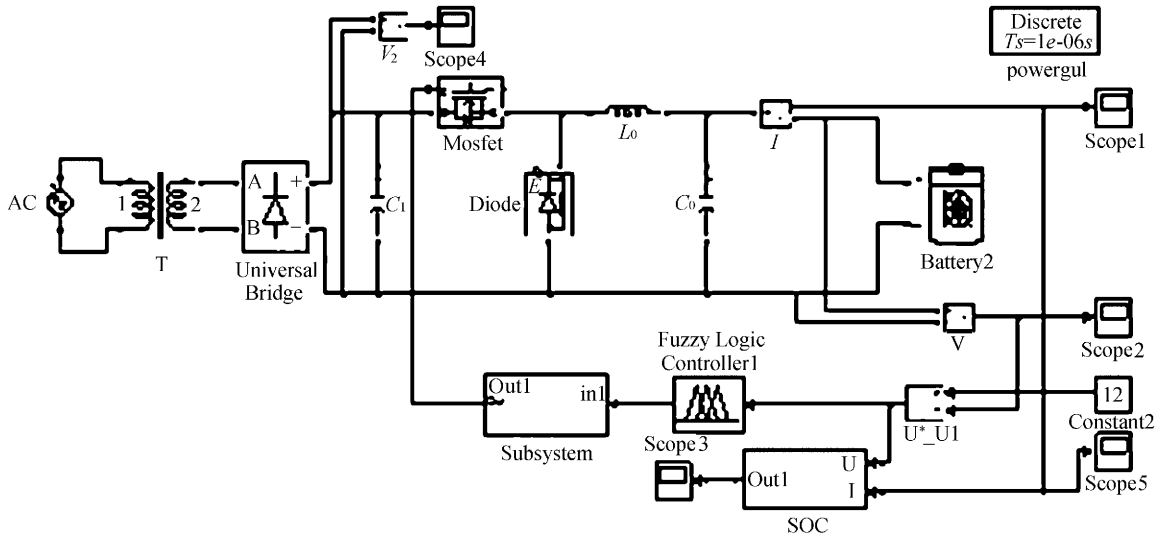 Discrete
Ts=1e-06s
powergul
V2
Scope4
Mosfet
L0
I
Scope1
AC
1
2
T
A
+
B
−
Universal
Bridge
C1
Diode
E
C0
Battery2
V
Scope2
Fuzzy Logic
Controller1
Out1
in1
Subsystem
U*_U1
12
Constant2
Scope3
Out1
U
I
SOC
Scope5